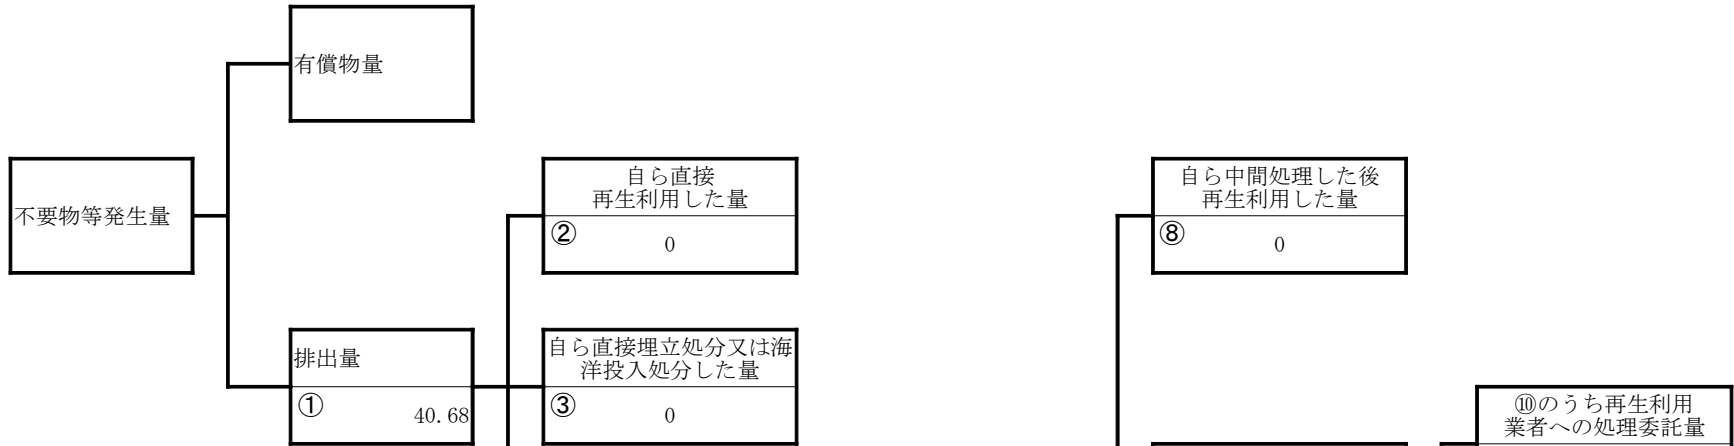 有償物量
不要物等発生量
自ら直接
再生利用した量
②
0
自ら中間処理した後
再生利用した量
⑧
0
排出量
①
40.68
自ら直接埋立処分又は海
洋投入処分した量
③
0
⑩のうち再生利用
業者への処理委託量